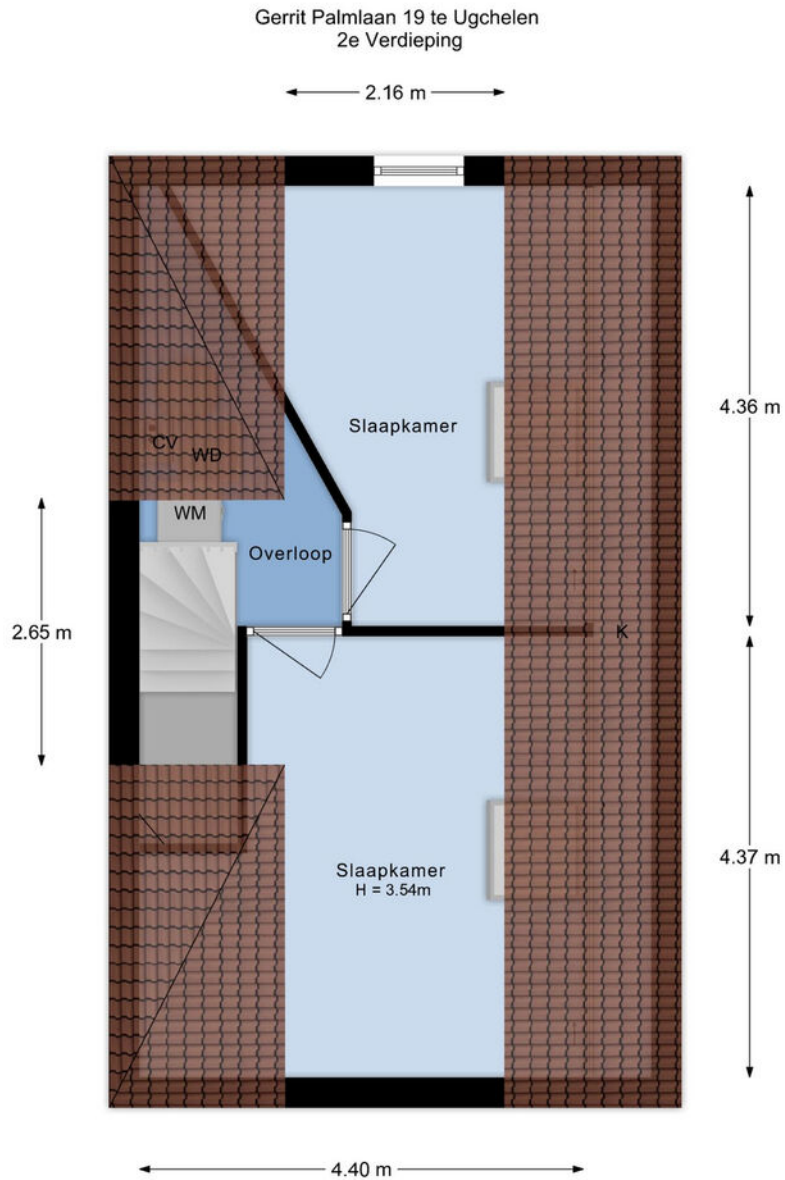 Gerrit Palmlaan 19 te Ugchelen
2e Verdieping
2.16 m
4.36 m
Slaapkamer
CV
WD
WM
Overloop
2.65 m
K
4.37 m
Slaapkamer
H = 3.54m
4.40 m